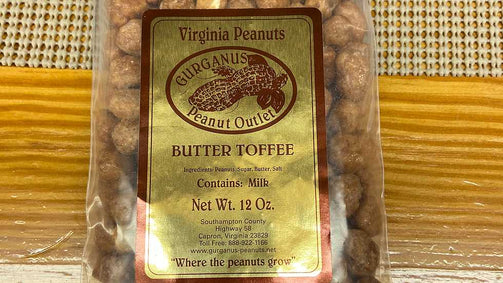 Virginia Peanuts
GURGANUS
Peanut Outlet
BUTTER TOFFEE
Ingredients: Peanuts, Sugar, Butter, Salt
Contains: Milk
Net Wt. 12 Oz.
Southampton County
Highway 58
Capron, Virginia 23829
Toll Free: 888-922-1166
www.gurganus-peanuts.net
"Where the peanuts grow"